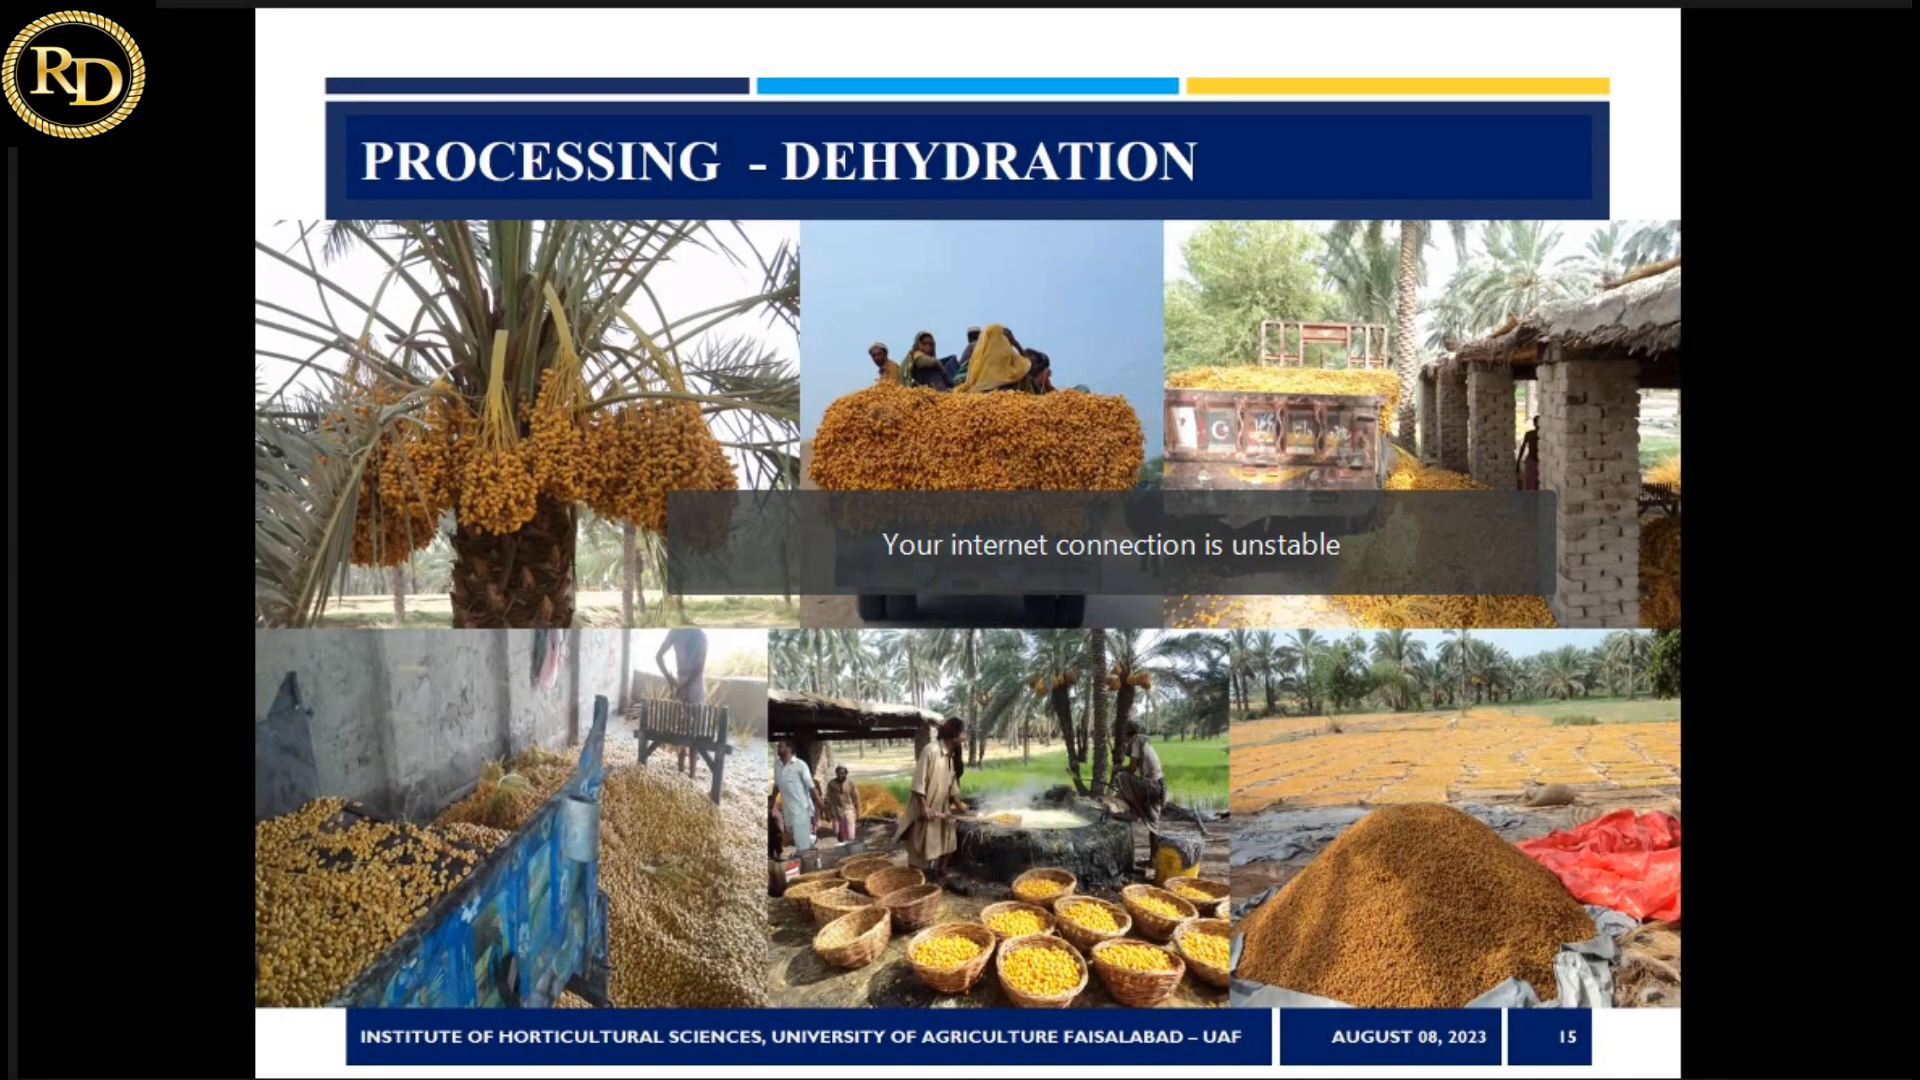 RD
PROCESSING - DEHYDRATION
Your internet connection is unstable
INSTITUTE OF HORTICULTURAL SCIENCES, UNIVERSITY OF AGRICULTURE FAISALABAD – UAF
AUGUST 08, 2023
15